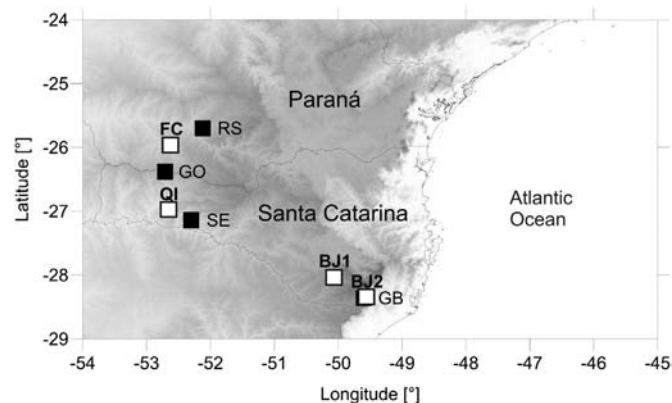 -24
-25
-26
-27
-28
-29
Latitude [°]
Paraná
FC
RS
GO
QI
SE
Santa Catarina
Atlantic
Ocean
BJ1
BJ2
GB
-54 -53 -52 -51 -50 -49 -48 -47 -46 -45
Longitude [°]